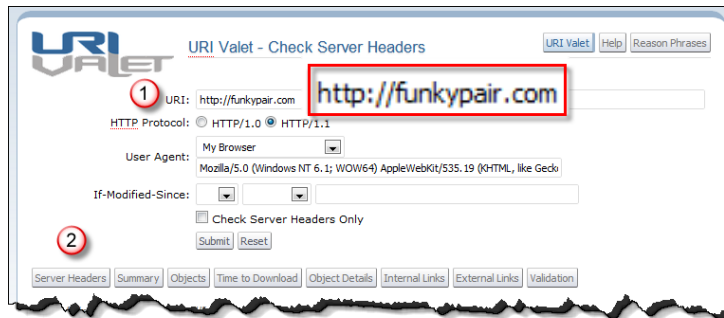 URI Valet
URI Valet - Check Server Headers
URI Valet Help Reason Phrases
1
URI: http://funkypair.com
http://funkypair.com
HTTP Protocol: HTTP/1.0 HTTP/1.1
User Agent: My Browser
Mozilla/5.0 (Windows NT 6.1; WOW64) AppleWebKit/535.19 (KHTML, like Gecko
If-Modified-Since:
Check Server Headers Only
Submit Reset
2
Server Headers Summary Objects Time to Download Object Details Internal Links External Links Validation